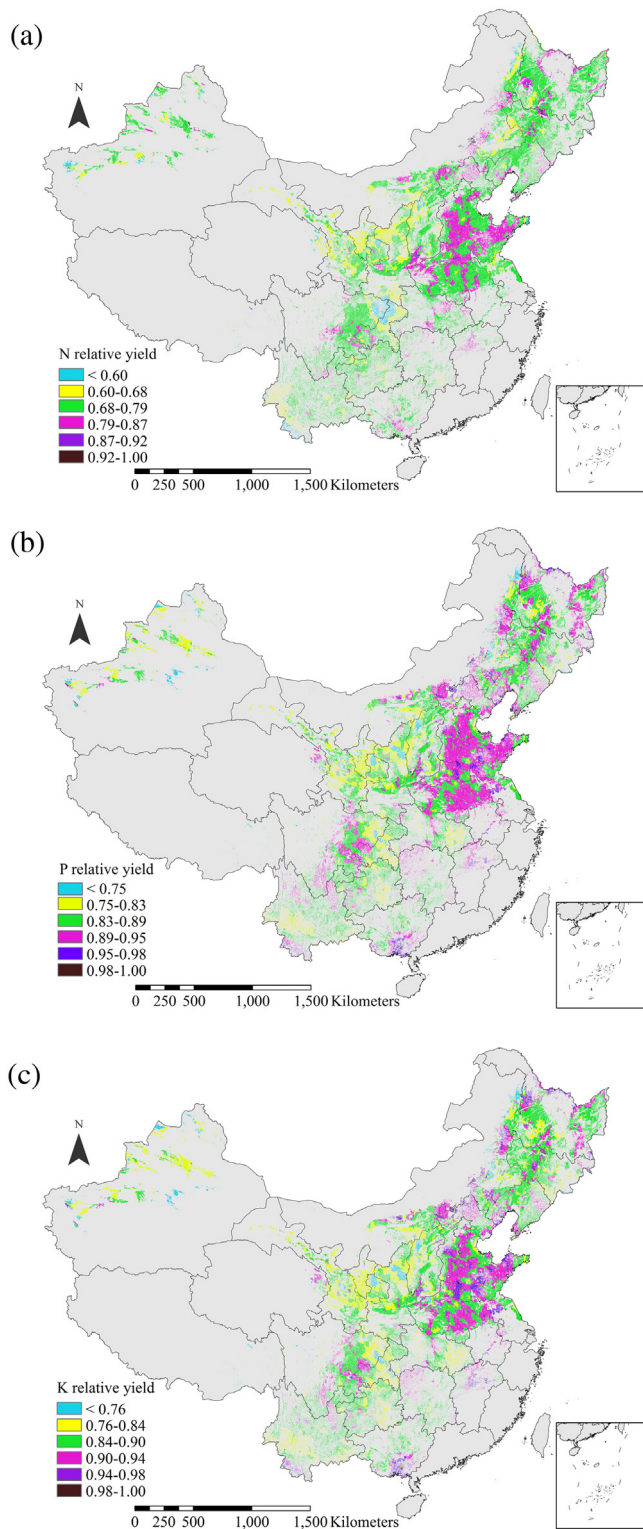 (a)
N
N relative yield
< 0.60
0.60-0.68
0.68-0.79
0.79-0.87
0.87-0.92
0.92-1.00
0 250 500 1,000 1,500 Kilometers
(b)
N
P relative yield
< 0.75
0.75-0.83
0.83-0.89
0.89-0.95
0.95-0.98
0.98-1.00
0 250 500 1,000 1,500 Kilometers
(c)
N
K relative yield
< 0.76
0.76-0.84
0.84-0.90
0.90-0.94
0.94-0.98
0.98-1.00
0 250 500 1,000 1,500 Kilometers